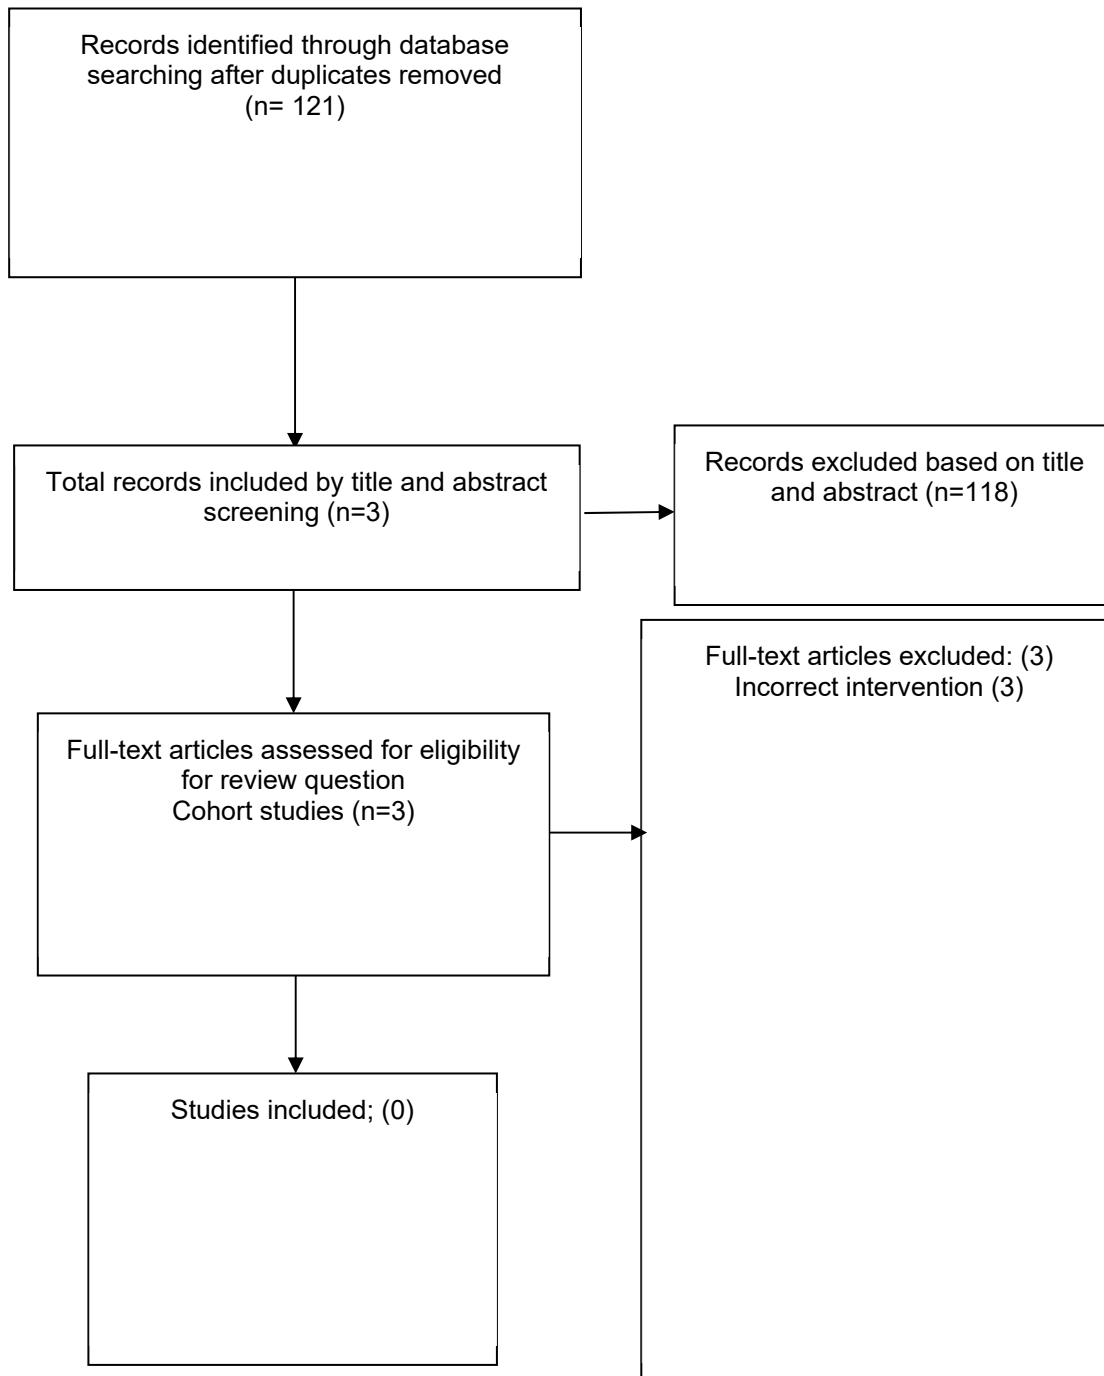 Records identified through database
searching after duplicates removed
(n= 121)
Total records included by title and abstract
screening (n=3)
Records excluded based on title
and abstract (n=118)
Full-text articles assessed for eligibility
for review question
Cohort studies (n=3)
Full-text articles excluded: (3)
Incorrect intervention (3)
Studies included; (0)